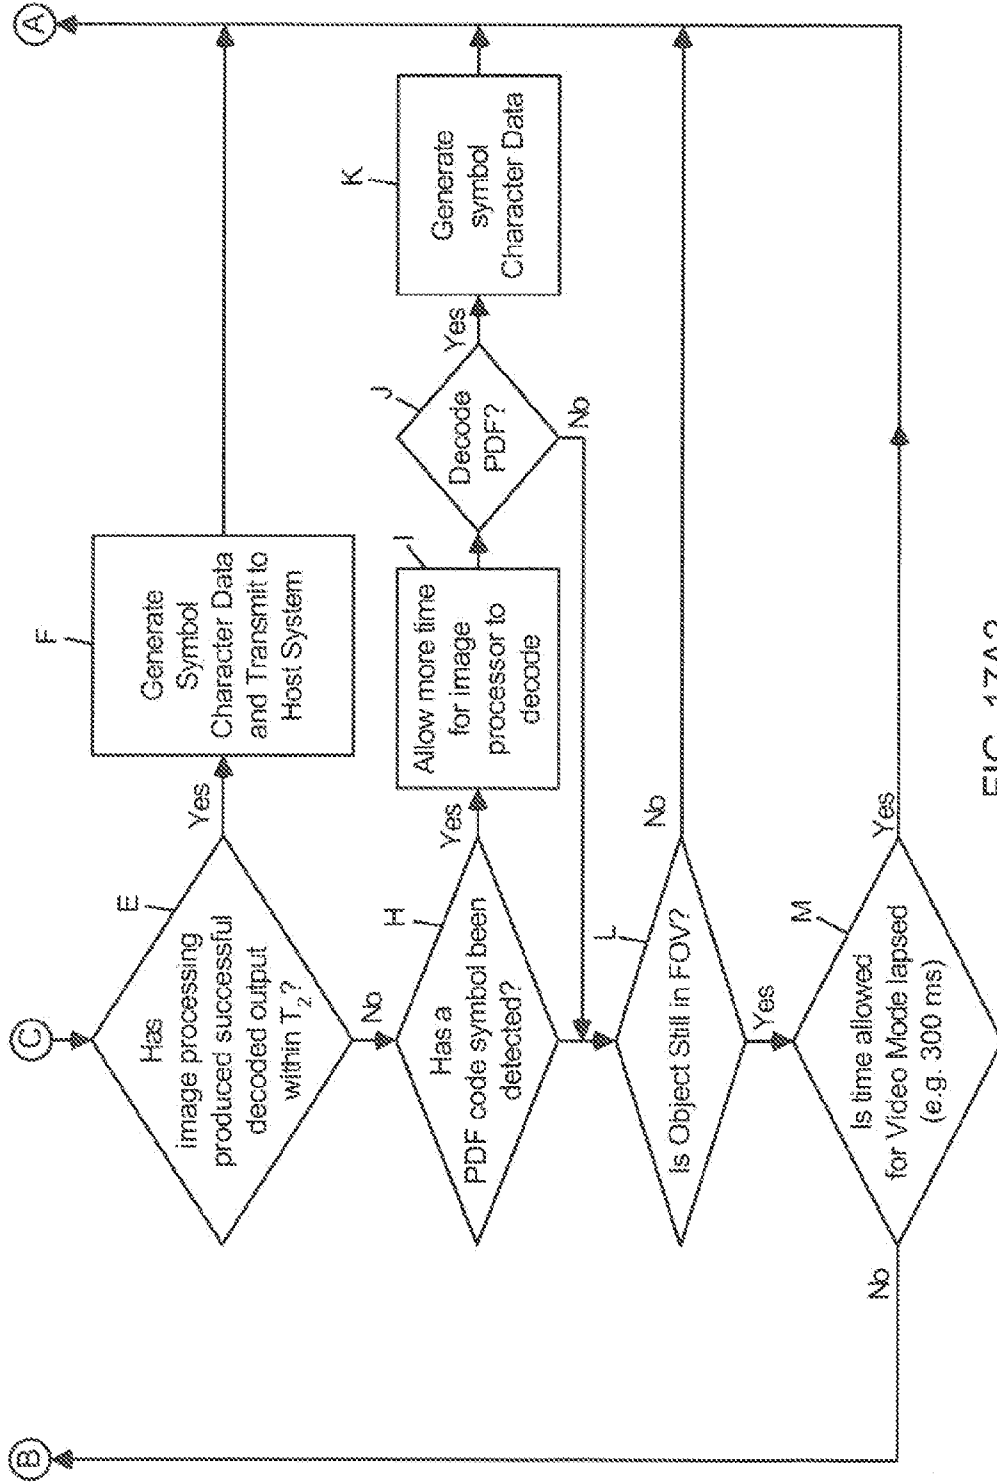 C
E
Has
image processing
produced successful
decoded output
within T2?
Yes
F
Generate
Symbol
Character Data
and Transmit to
Host System
A
No
H
Has a
PDF code symbol been
detected?
Yes
I
Allow more time
for image
processor to
decode
J
Decode
PDF?
Yes
K
Generate
symbol
Character Data
No
L
Is Object Still in FOV?
No
Yes
M
Is time allowed
for Video Mode lapsed
(e.g. 300 ms)
Yes
No
B
FIG. 17A2